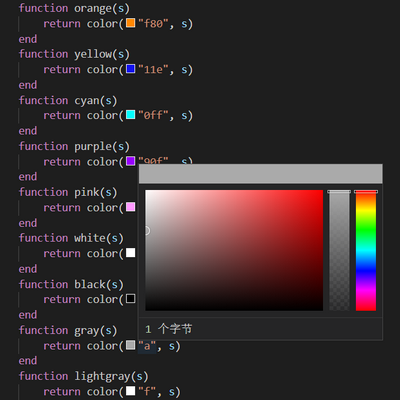 function orange(s)
return color("f80", s)
end
function yellow(s)
return color("11e", s)
end
function cyan(s)
return color("0ff", s)
end
function purple(s)
return color("90f", s)
end
function pink(s)
return color(
end
function white(s)
return color(
end
function black(s)
return color(
end
function gray(s)
1 个字节
return color("a", s)
end
function lightgray(s)
return color("f", s)